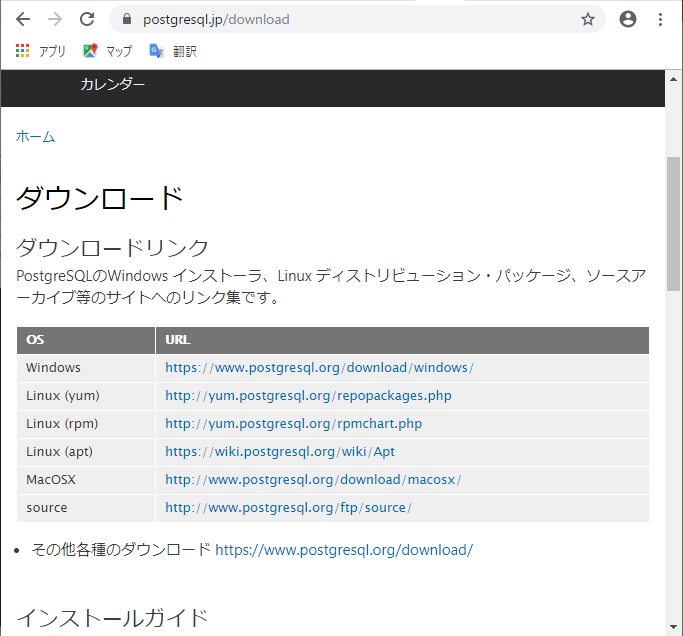 postgresql.jp/download
アプリ マップ 翻訳
カレンダー
ホーム
ダウンロード
ダウンロードリンク
PostgreSQLのWindows インストーラ、Linux ディストリビューション・パッケージ、ソースア
ーカイブ等のサイトへのリンク集です。
OS URL
Windows https://www.postgresql.org/download/windows/
Linux (yum) http://yum.postgresql.org/repopackages.php
Linux (rpm) http://yum.postgresql.org/rpmchart.php
Linux (apt) https://wiki.postgresql.org/wiki/Apt
MacOSX http://www.postgresql.org/download/macosx/
source http://www.postgresql.org/ftp/source/
• その他各種のダウンロード https://www.postgresql.org/download/
インストールガイド